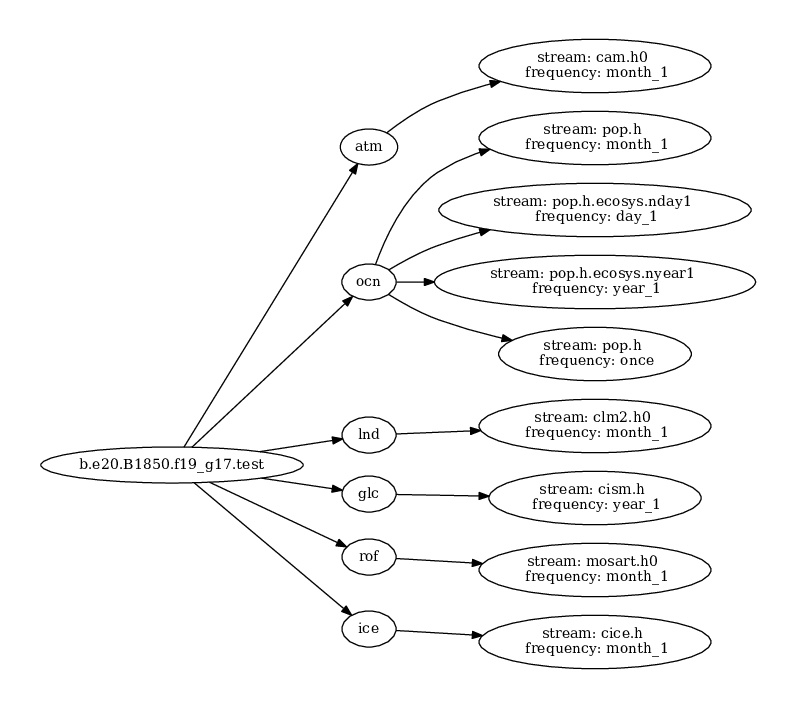 stream: cam.h0
frequency: month_1
atm
stream: pop.h
frequency: month_1
stream: pop.h.ecosys.nday1
frequency: day_1
ocn
stream: pop.h.ecosys.nyear1
frequency: year_1
stream: pop.h
frequency: once
lnd
stream: clm2.h0
frequency: month_1
b.e20.B1850.f19_g17.test
glc
stream: cism.h
frequency: year_1
rof
stream: mosart.h0
frequency: month_1
ice
stream: cice.h
frequency: month_1